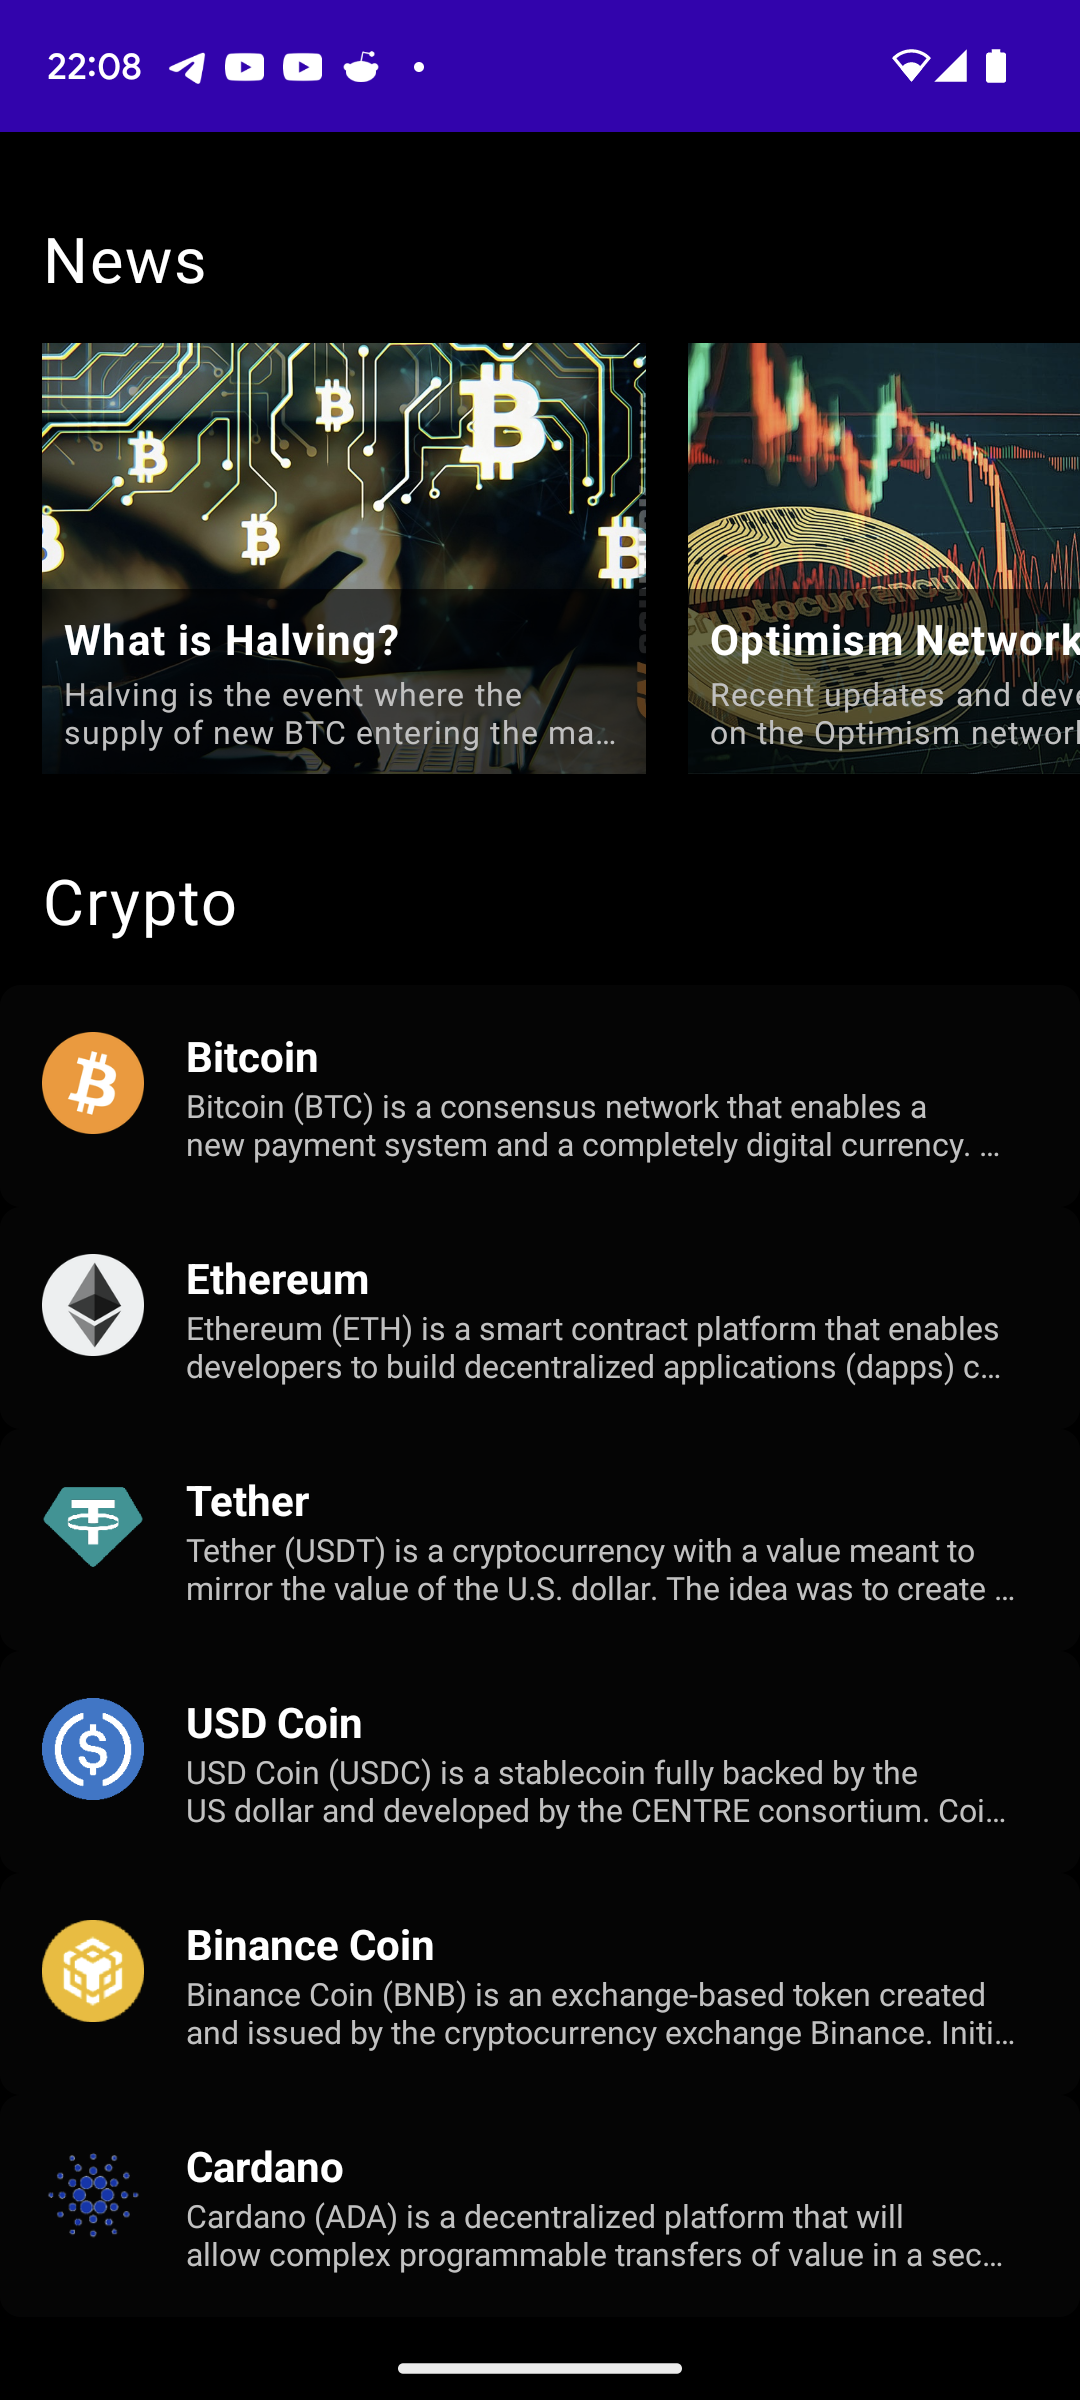 22:08
News
What is Halving?
Halving is the event where the
supply of new BTC entering the ma…
Optimism Network
Recent updates and deve
on the Optimism network
Crypto
Bitcoin
Bitcoin (BTC) is a consensus network that enables a
new payment system and a completely digital currency. …
Ethereum
Ethereum (ETH) is a smart contract platform that enables
developers to build decentralized applications (dapps) c…
Tether
Tether (USDT) is a cryptocurrency with a value meant to
mirror the value of the U.S. dollar. The idea was to create …
USD Coin
USD Coin (USDC) is a stablecoin fully backed by the
US dollar and developed by the CENTRE consortium. Coi…
Binance Coin
Binance Coin (BNB) is an exchange-based token created
and issued by the cryptocurrency exchange Binance. Initi…
Cardano
Cardano (ADA) is a decentralized platform that will
allow complex programmable transfers of value in a sec…